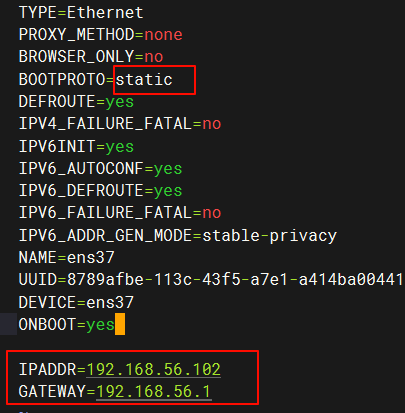 TYPE=Ethernet
PROXY_METHOD=none
BROWSER_ONLY=no
BOOTPROTO=static
DEFROUTE=yes
IPV4_FAILURE_FATAL=no
IPV6INIT=yes
IPV6_AUTOCONF=yes
IPV6_DEFROUTE=yes
IPV6_FAILURE_FATAL=no
IPV6_ADDR_GEN_MODE=stable-privacy
NAME=ens37
UUID=8789afbe-113c-43f5-a7e1-a414ba00441
DEVICE=ens37
ONBOOT=yes
IPADDR=192.168.56.102
GATEWAY=192.168.56.1